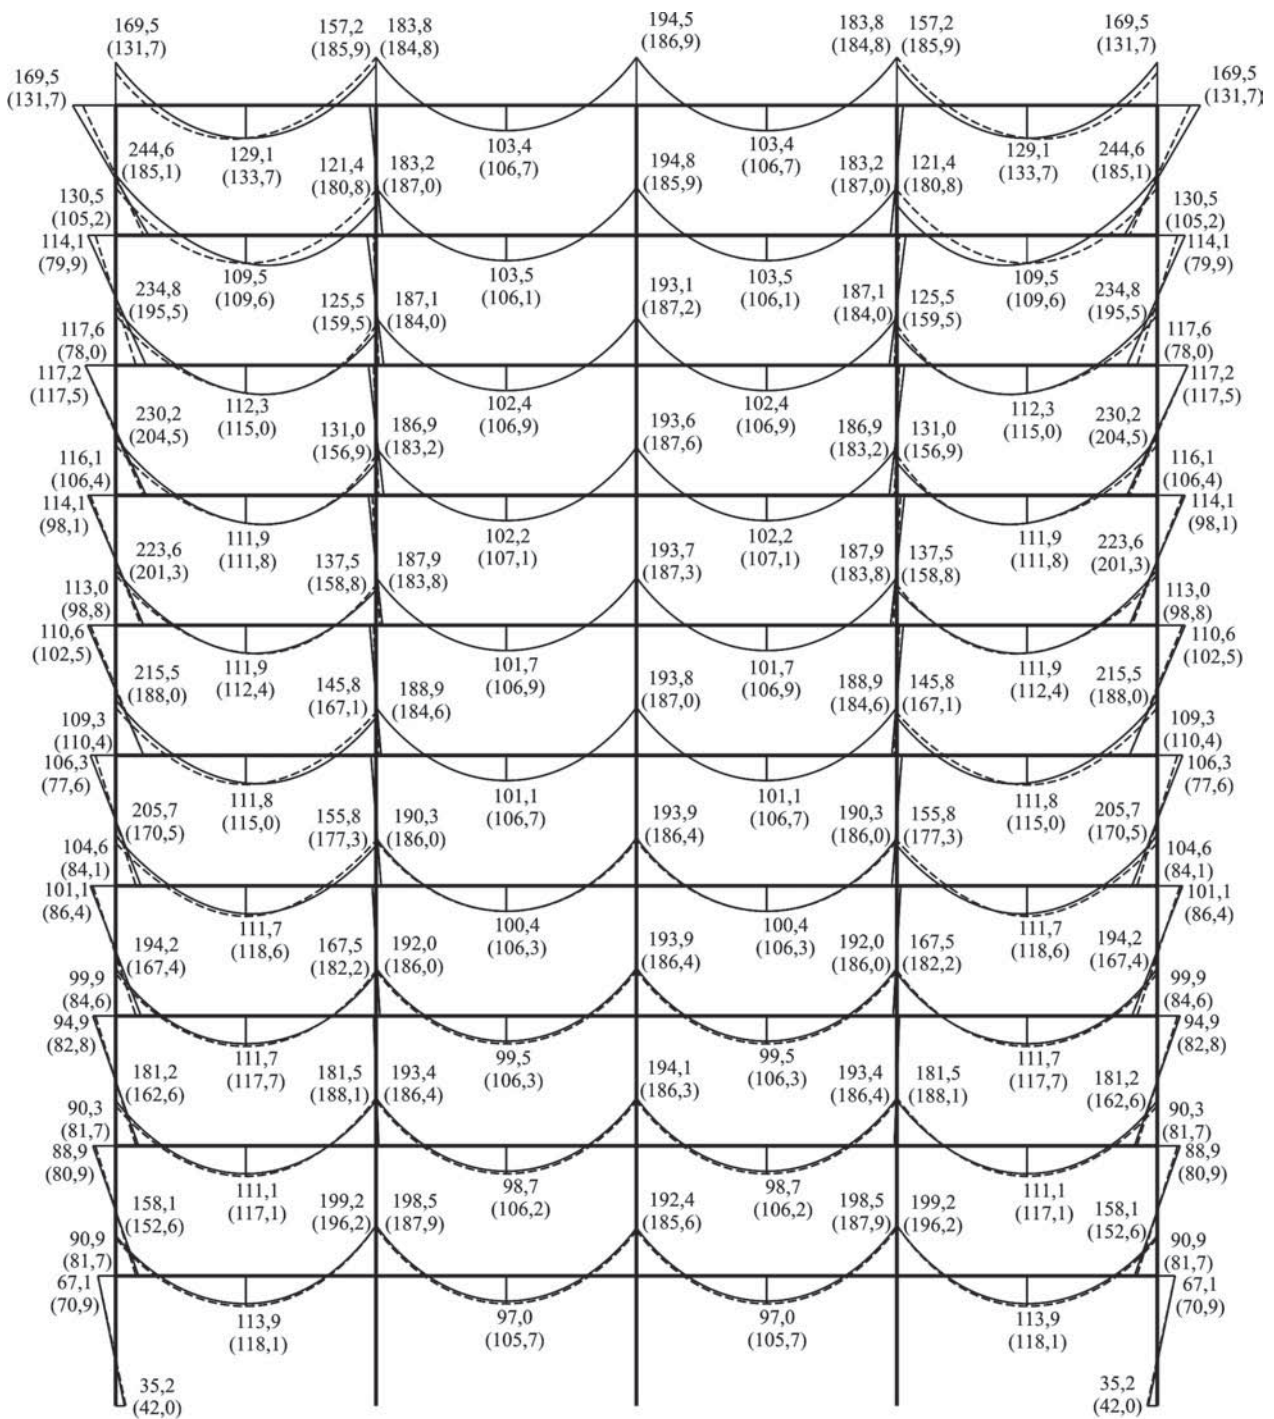 169,5 157,2 183,8 194,5 183,8 157,2 169,5
(131,7) (185,9) (184,8) (186,9) (184,8) (185,9) (131,7)
169,5 169,5
(131,7) (131,7)
244,6 129,1 121,4 183,2 103,4 194,8 103,4 183,2 121,4 129,1 244,6
(185,1) (133,7) (180,8) (187,0) (106,7) (185,9) (106,7) (187,0) (180,8) (133,7) (185,1)
130,5 130,5
(105,2) (105,2)
114,1 114,1
(79,9) (79,9)
234,8 109,5 125,5 187,1 103,5 193,1 103,5 187,1 125,5 109,5 234,8
(195,5) (109,6) (159,5) (184,0) (106,1) (187,2) (106,1) (184,0) (159,5) (109,6) (195,5)
117,6 117,6
(78,0) (78,0)
117,2 117,2
(117,5) (117,5)
230,2 112,3 131,0 186,9 102,4 193,6 102,4 186,9 131,0 112,3 230,2
(204,5) (115,0) (156,9) (183,2) (106,9) (187,6) (106,9) (183,2) (156,9) (115,0) (204,5)
116,1 116,1
(106,4) (106,4)
114,1 114,1
(98,1) (98,1)
223,6 111,9 137,5 187,9 102,2 193,7 102,2 187,9 137,5 111,9 223,6
(201,3) (111,8) (158,8) (183,8) (107,1) (187,3) (107,1) (183,8) (158,8) (111,8) (201,3)
113,0 113,0
(98,8) (98,8)
110,6 110,6
(102,5) (102,5)
215,5 111,9 145,8 188,9 101,7 193,8 101,7 188,9 145,8 111,9 215,5
(188,0) (112,4) (167,1) (184,6) (106,9) (187,0) (106,9) (184,6) (167,1) (112,4) (188,0)
109,3 109,3
(110,4) (110,4)
106,3 106,3
(77,6) (77,6)
205,7 111,8 155,8 190,3 101,1 193,9 101,1 190,3 155,8 111,8 205,7
(170,5) (115,0) (177,3) (186,0) (106,7) (186,4) (106,7) (186,0) (177,3) (115,0) (170,5)
104,6 104,6
(84,1) (84,1)
101,1 101,1
(86,4) (86,4)
194,2 111,7 167,5 192,0 100,4 193,9 100,4 192,0 167,5 111,7 194,2
(167,4) (118,6) (182,2) (186,0) (106,3) (186,4) (106,3) (186,0) (182,2) (118,6) (167,4)
99,9 99,9
(84,6) (84,6)
94,9 94,9
(82,8) (82,8)
181,2 111,7 181,5 193,4 99,5 194,1 99,5 193,4 181,5 111,7 181,2
(162,6) (117,7) (188,1) (186,4) (106,3) (186,3) (106,3) (186,4) (188,1) (117,7) (162,6)
90,3 90,3
(81,7) (81,7)
88,9 88,9
(80,9) (80,9)
158,1 111,1 199,2 198,5 98,7 192,4 98,7 198,5 199,2 111,1 158,1
(152,6) (117,1) (196,2) (187,9) (106,2) (185,6) (106,2) (187,9) (196,2) (117,1) (152,6)
90,9 90,9
(81,7) (81,7)
67,1 67,1
(70,9) (70,9)
113,9 97,0 97,0 113,9
(118,1) (105,7) (105,7) (118,1)
35,2 35,2
(42,0) (42,0)